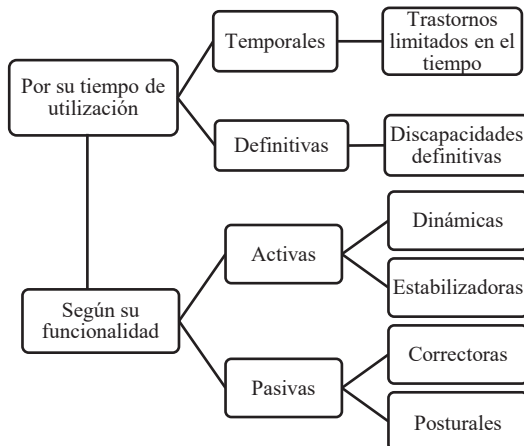 Por su tiempo de
utilización
Temporales
Trastornos
limitados en el
tiempo
Definitivas
Discapacidades
definitivas
Según su
funcionalidad
Activas
Dinámicas
Estabilizadoras
Pasivas
Correctoras
Posturales